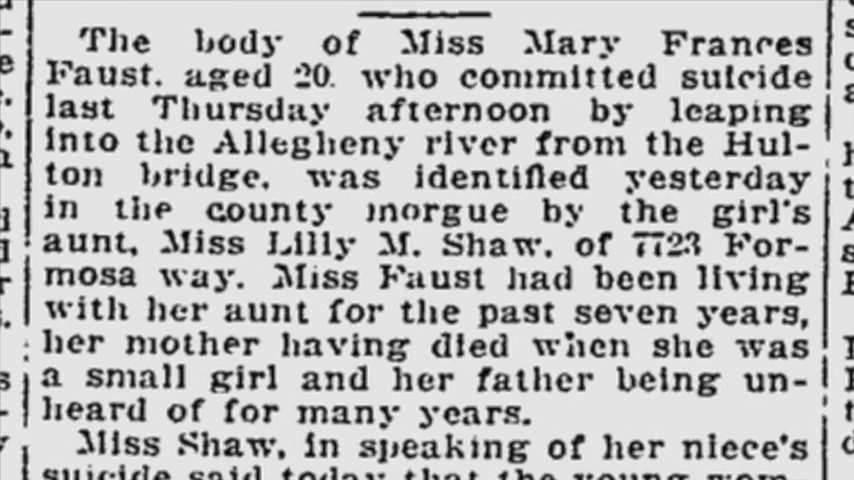 The body of Miss Mary Frances
Faust, aged 20, who committed suicide
last Thursday afternoon by leaping
into the Allegheny river from the Hul-
ton bridge, was identified yesterday
in the county morgue by the girl's
aunt, Miss Lilly M. Shaw, of 7723 For-
mosa way. Miss Faust had been living
with her aunt for the past seven years,
her mother having died when she was
a small girl and her father being un-
heard of for many years.
Miss Shaw, in speaking of her niece's
suicide said today that the young wom-